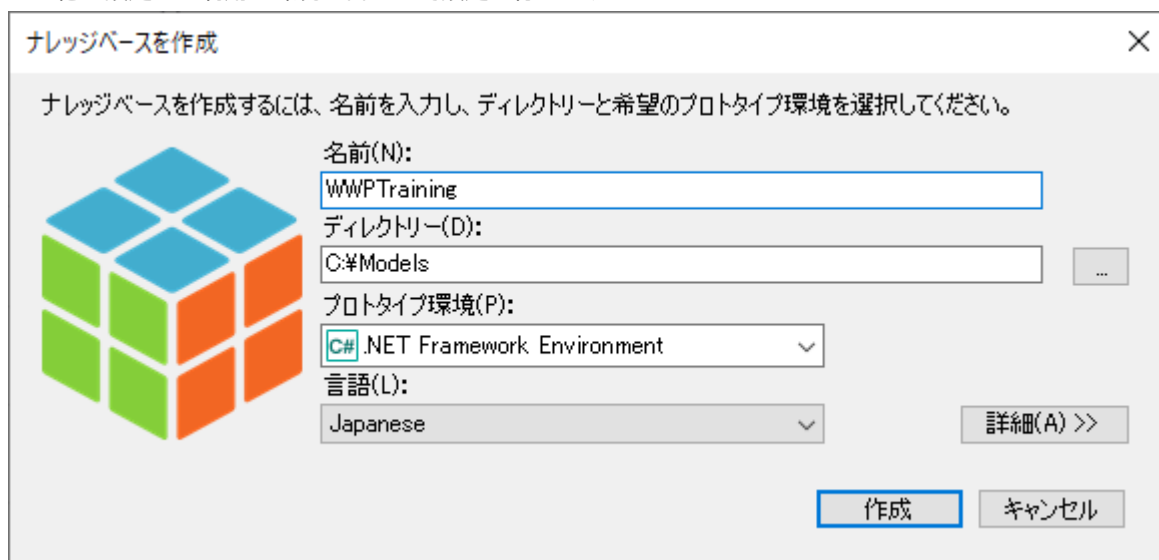 ナレッジベースを作成
ナレッジベースを作成するには、名前を入力し、ディレクトリーと希望のプロトタイプ環境を選択してください。
名前(N):
WWPTraining
ディレクトリー(D):
C:¥Models
...
プロトタイプ環境(P):
C# .NET Framework Environment
言語(L):
Japanese
詳細(A) >>
作成
キャンセル